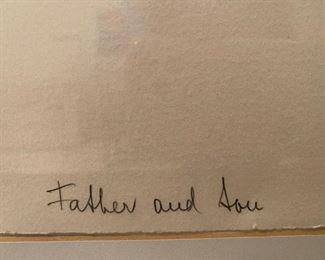 Father and Son